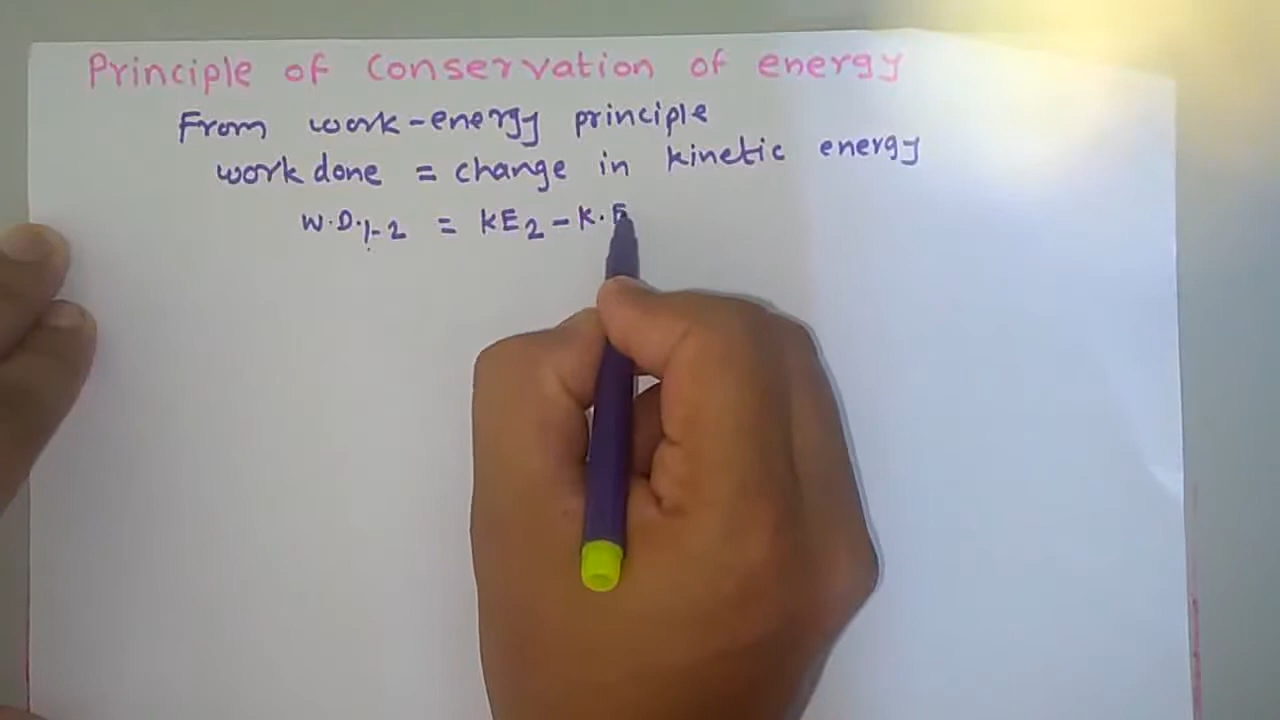 Principle of Conservation of energy
From work-energy principle
work done = change in kinetic energy
W.D.1-2 = KE2 - K.E